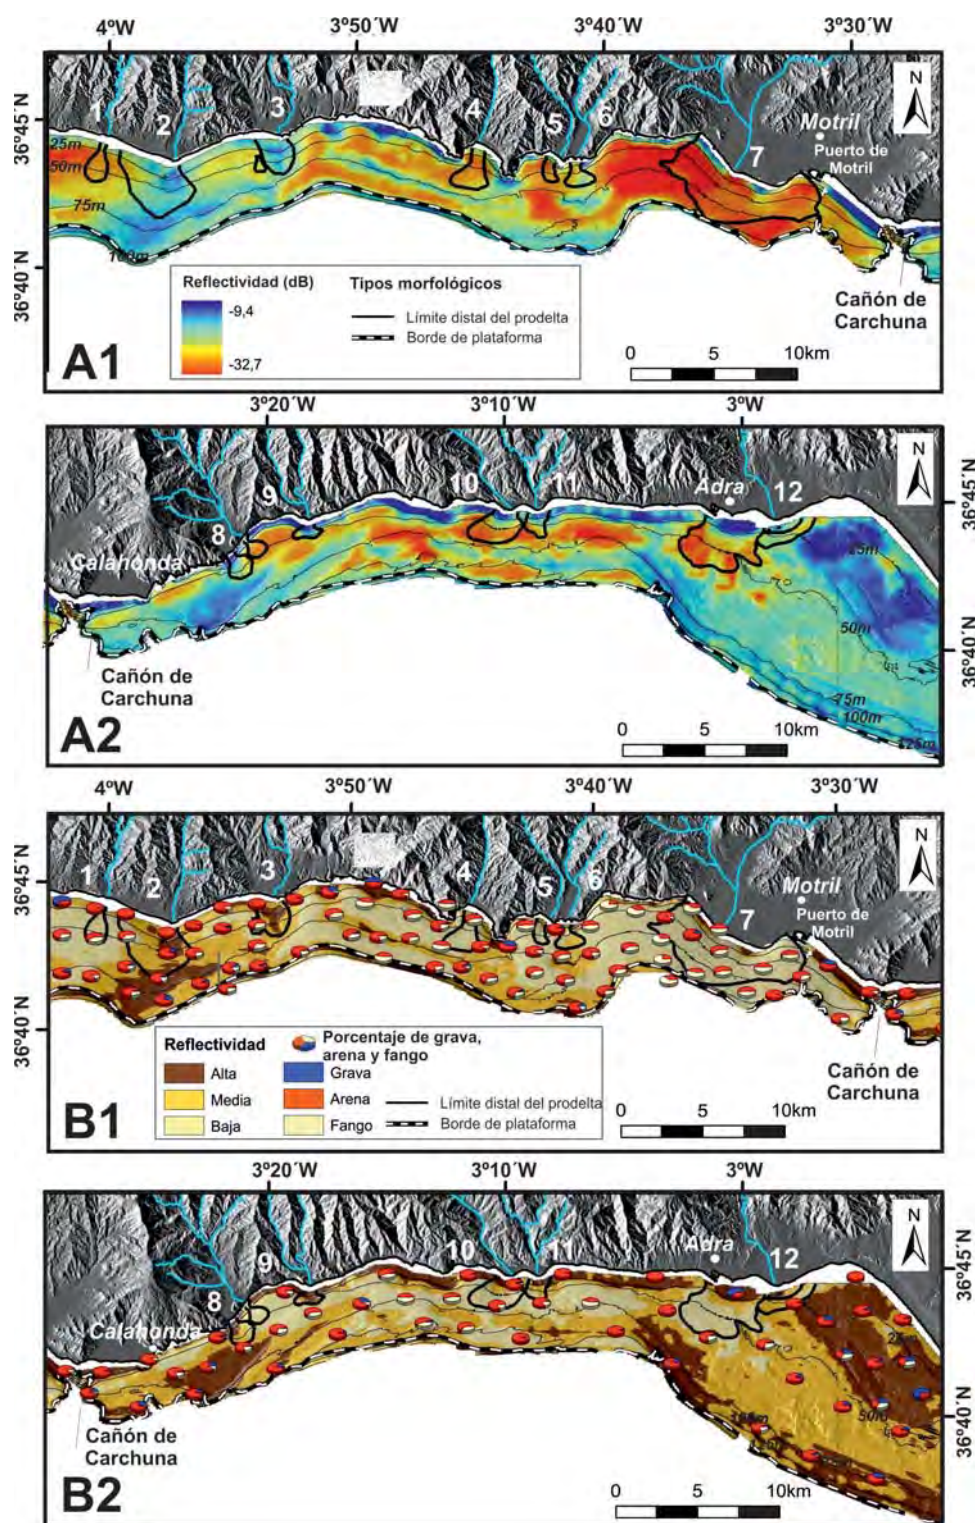 4ºW 3º50´W 3º40´W 3º30´W
36º45´N
36º40´N
1 2 3 4 5 6 7
N
Motril
Puerto de
Motril
25m
50m
75m
100m
Reflectividad (dB)
-9,4
-32,7
Tipos morfológicos
Límite distal del prodelta
Borde de plataforma
Cañón de
Carchuna
0 5 10km
A1
3º20´W 3º10´W 3ºW
36º45´N
36º40´N
8 9 10 11 12
N
Adra
Calahonda
25m
50m
75m
100m
125m
Cañón de
Carchuna
0 5 10km
A2
4ºW 3º50´W 3º40´W 3º30´W
36º45´N
36º40´N
1 2 3 4 5 6 7
N
Motril
Puerto de
Motril
Reflectividad
Alta
Media
Baja
Porcentaje de grava,
arena y fango
Grava
Arena
Fango
Límite distal del prodelta
Borde de plataforma
Cañón de
Carchuna
0 5 10km
B1
3º20´W 3º10´W 3ºW
36º45´N
36º40´N
8 9 10 11 12
N
Adra
Calahonda
25m
50m
Cañón de
Carchuna
0 5 10km
B2